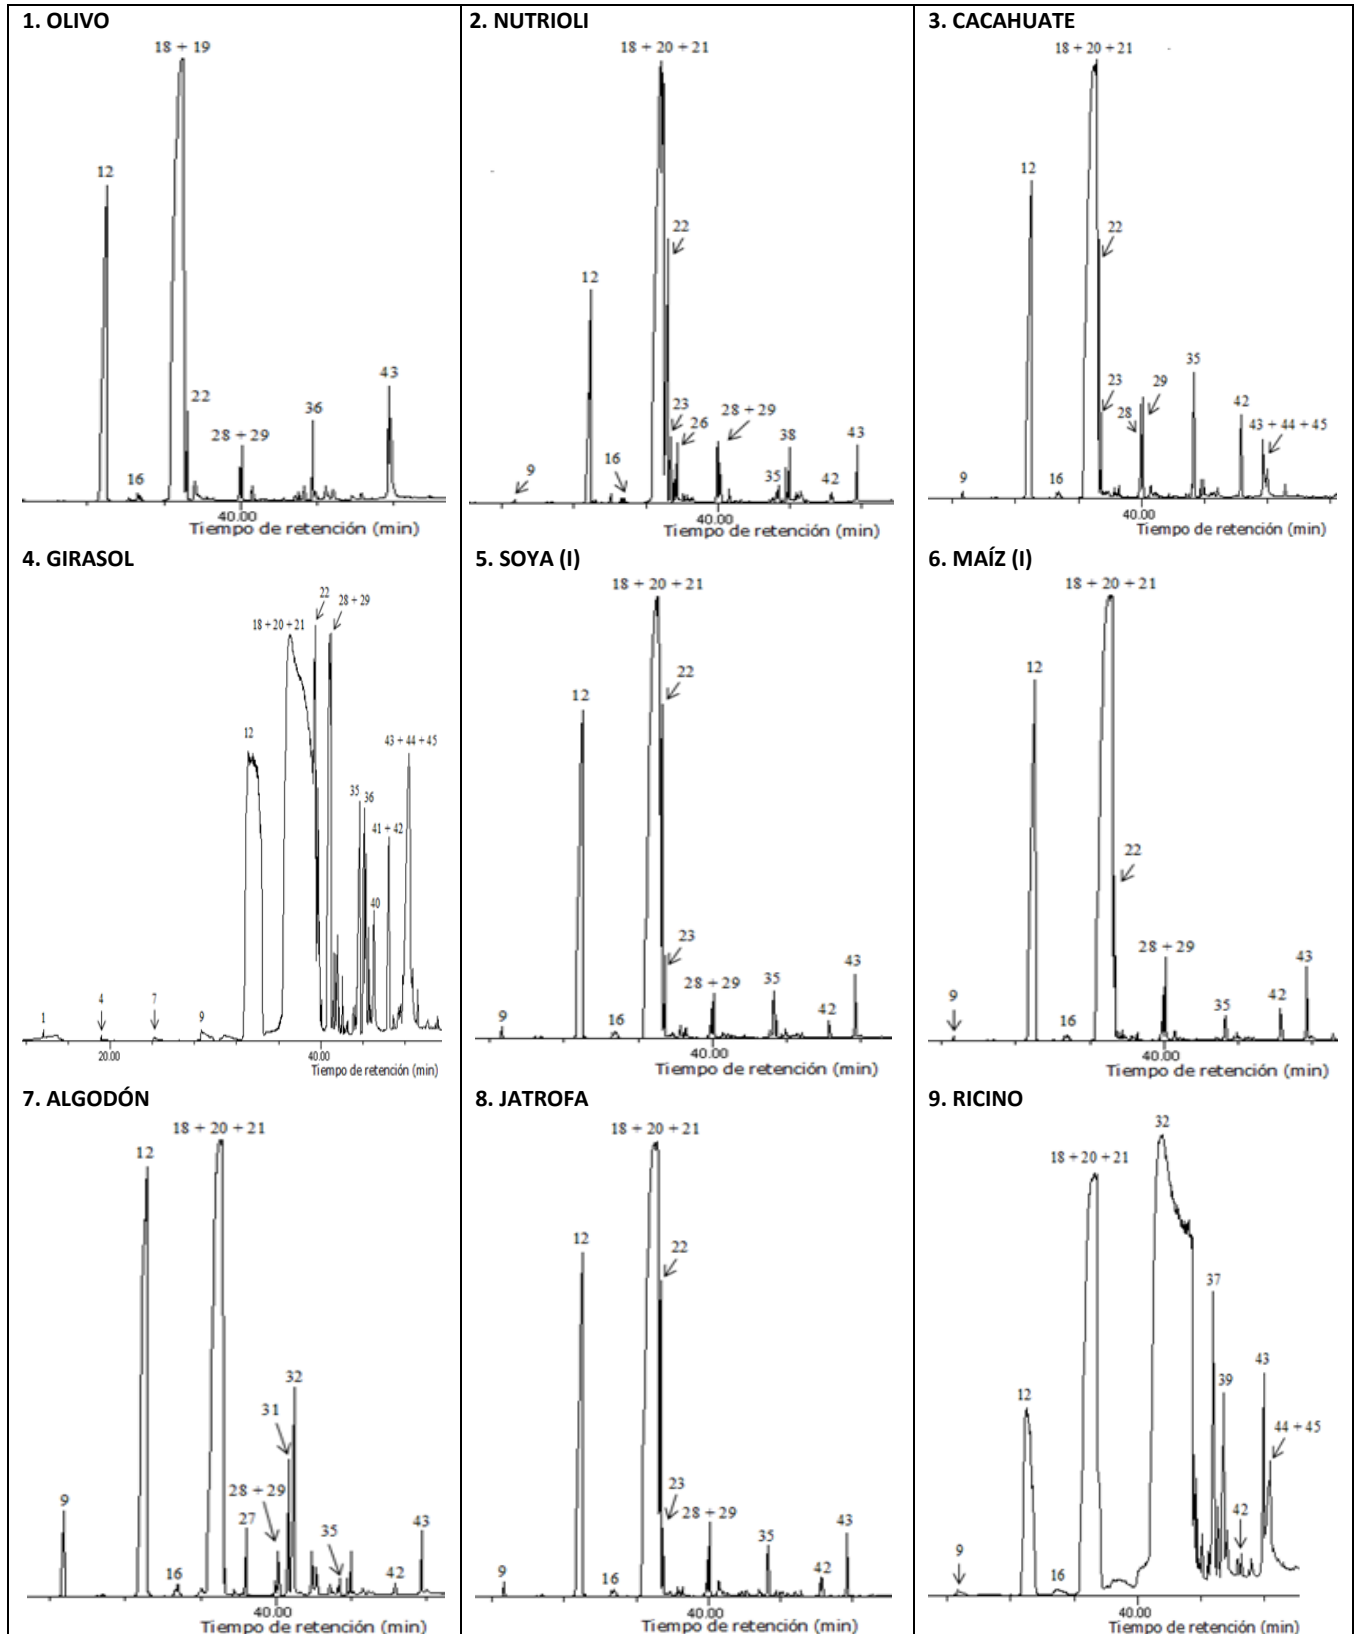 1. OLIVO
18 + 19
12
16
22
28 + 29
36
43
40.00
Tiempo de retención (min)
2. NUTRIOLI
18 + 20 + 21
22
12
23
26
28 + 29
9
16
38
35
42
43
40.00
Tiempo de retención (min)
3. CACAHUATE
18 + 20 + 21
12
22
23
28
29
35
42
43 + 44 + 45
9
16
40.00
Tiempo de retención (min)
4. GIRASOL
22
28 + 29
18 + 20 + 21
12
43 + 44 + 45
35
36
41 + 42
40
1
4
7
9
20.00
40.00
Tiempo de retención (min)
5. SOYA (I)
18 + 20 + 21
22
12
23
28 + 29
35
43
9
16
42
40.00
Tiempo de retención (min)
6. MAÍZ (I)
18 + 20 + 21
12
22
28 + 29
43
9
16
35
42
40.00
Tiempo de retención (min)
7. ALGODÓN
18 + 20 + 21
12
32
31
28 + 29
9
27
35
43
16
42
40.00
Tiempo de retención (min)
8. JATROFA
18 + 20 + 21
12
22
23
28 + 29
35
43
9
16
42
40.00
Tiempo de retención (min)
9. RICINO
32
18 + 20 + 21
37
12
39
43
44 + 45
42
9
16
40.00
Tiempo de retención (min)